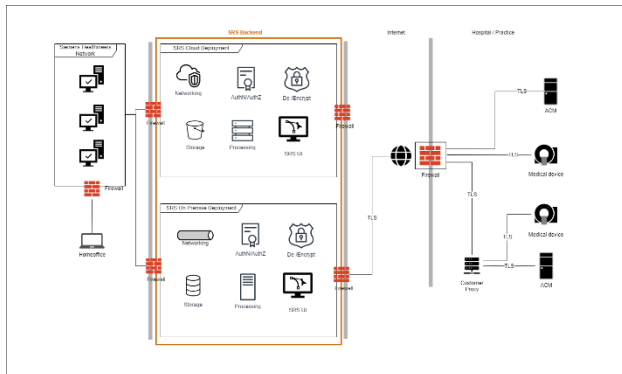 SRS Backend
Internet
Hospital / Practice
Siemens Healthineers
Network
SRS Cloud Deployment
Networking
AuthN/AuthZ
De-/Encrypt
Storage
Processing
SRS UI
Firewall
Firewall
Firewall
Firewall
TLS
ACM
TLS
Medical device
Homeoffice
SRS On Premise Deployment
Networking
AuthN/AuthZ
De-/Encrypt
Storage
Processing
SRS UI
Firewall
Firewall
TLS
TLS
Medical device
TLS
Customer
Proxy
TLS
ACM